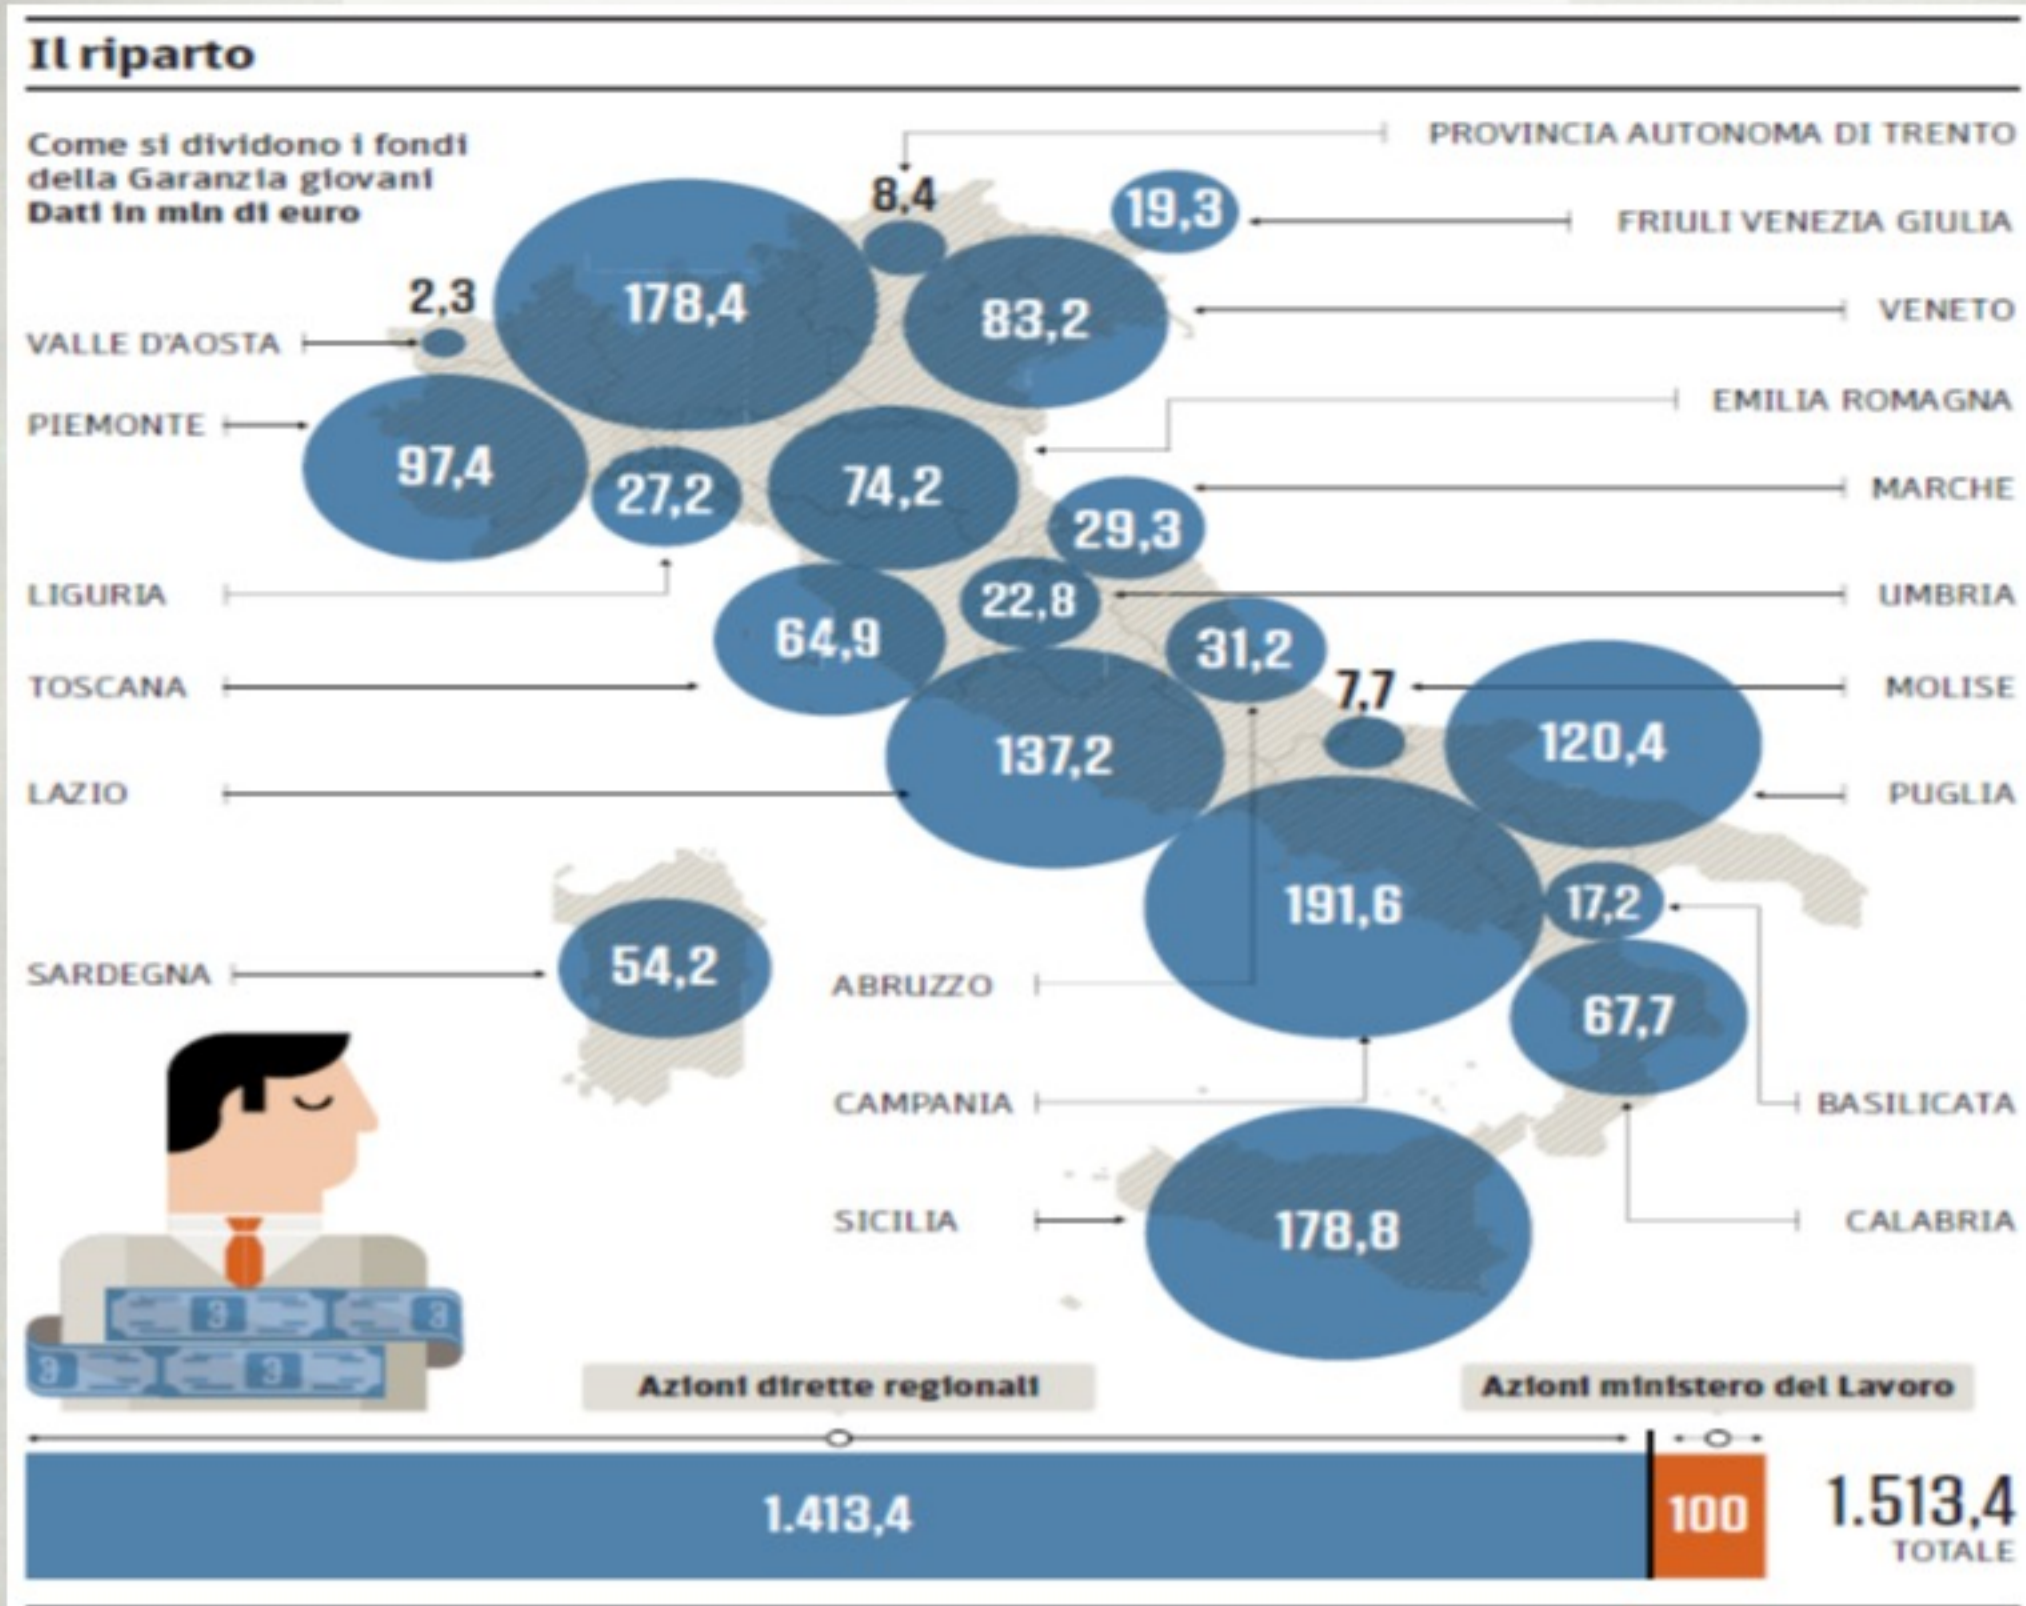 Il riparto
Come si dividono i fondi
della Garanzia giovani
Dati in mln di euro
PROVINCIA AUTONOMA DI TRENTO
8,4
19,3
FRIULI VENEZIA GIULIA
178,4
83,2
VENETO
2,3
VALLE D'AOSTA
EMILIA ROMAGNA
PIEMONTE
97,4
27,2
74,2
MARCHE
29,3
LIGURIA
22,8
UMBRIA
64,9
31,2
TOSCANA
7,7
MOLISE
137,2
120,4
LAZIO
PUGLIA
191,6
17,2
SARDEGNA
54,2
ABRUZZO
67,7
CAMPANIA
BASILICATA
SICILIA
178,8
CALABRIA
3 3
3 3
Azioni dirette regionali
Azioni ministero del Lavoro
1.413,4
100
1.513,4
TOTALE